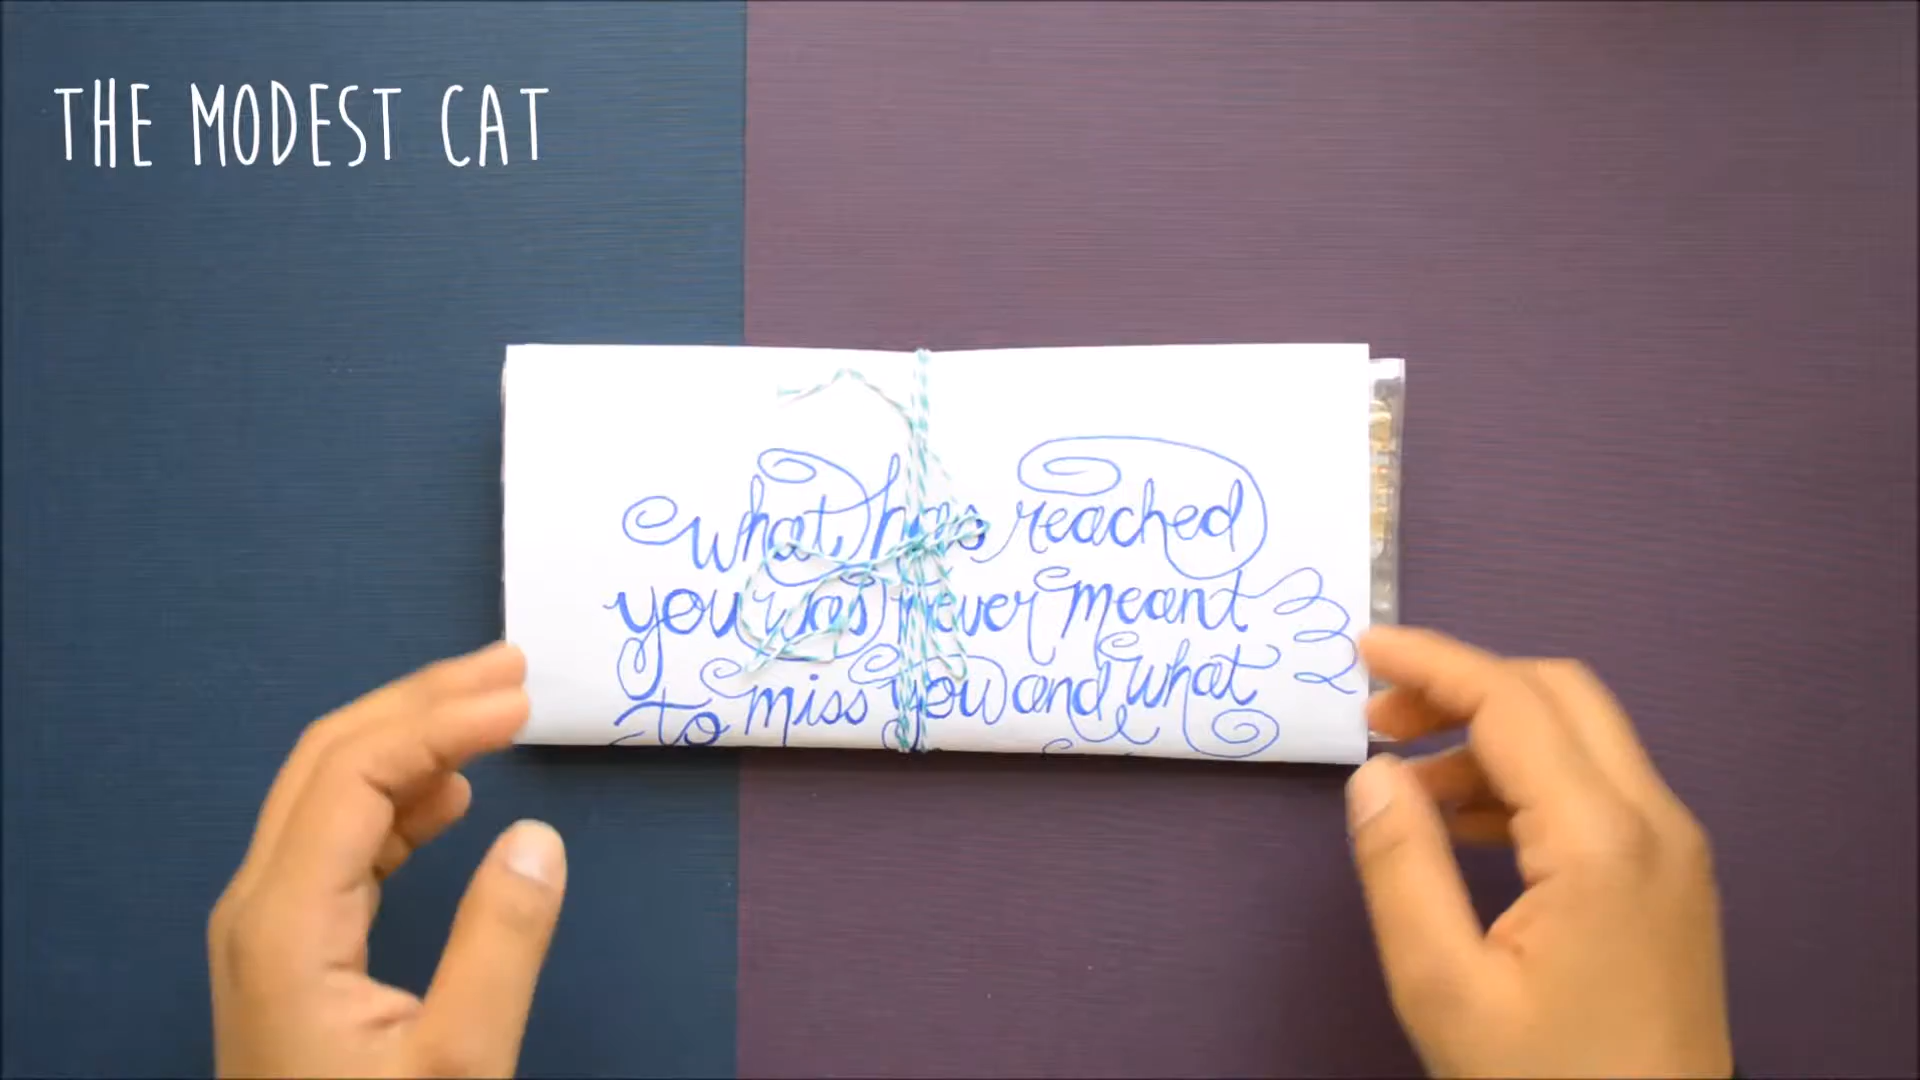 THE MODEST CAT
what has reached
you was never meant
to miss you and what